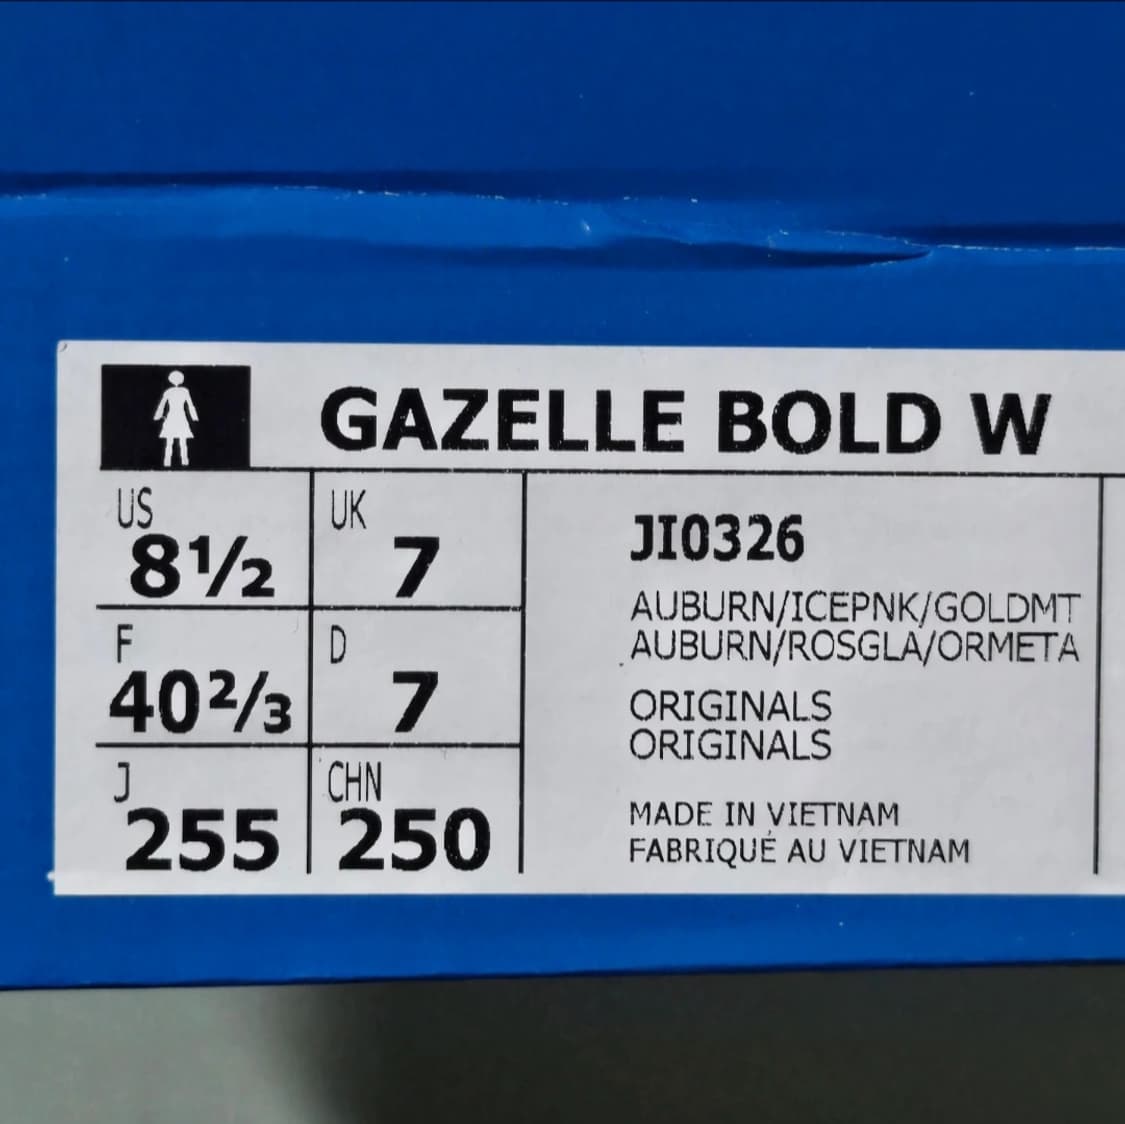 GAZELLE BOLD W
US
8½
UK
7
F
40⅔
D
7
J
255
CHN
250
JI0326
AUBURN/ICEPNK/GOLDMT
AUBURN/ROSGLA/ORMETA
ORIGINALS
ORIGINALS
MADE IN VIETNAM
FABRIQUÉ AU VIETNAM